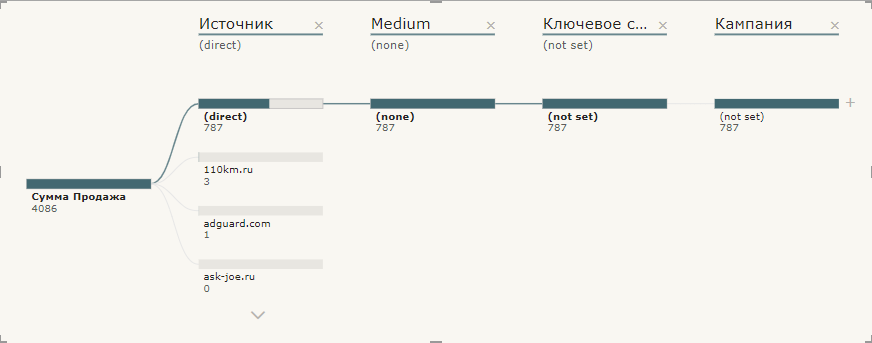 Источник × Medium × Ключевое с... × Кампания ×
(direct) (none) (not set)
(direct) (none) (not set) (not set) +
787 787 787 787
110km.ru
3
Сумма Продажа
4086
adguard.com
1
ask-joe.ru
0